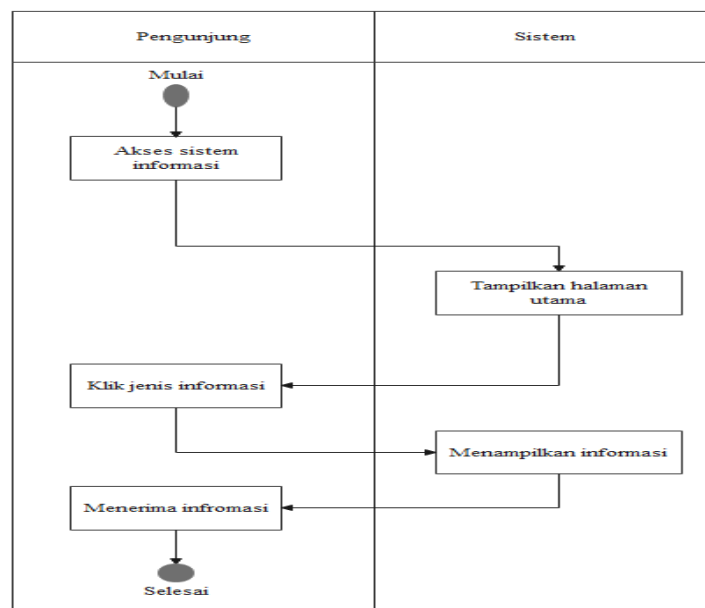 Pengunjung
Sistem
Mulai
Akses sistem
informasi
Tampilkan halaman
utama
Klik jenis informasi
Menampilkan informasi
Menerima infromasi
Selesai